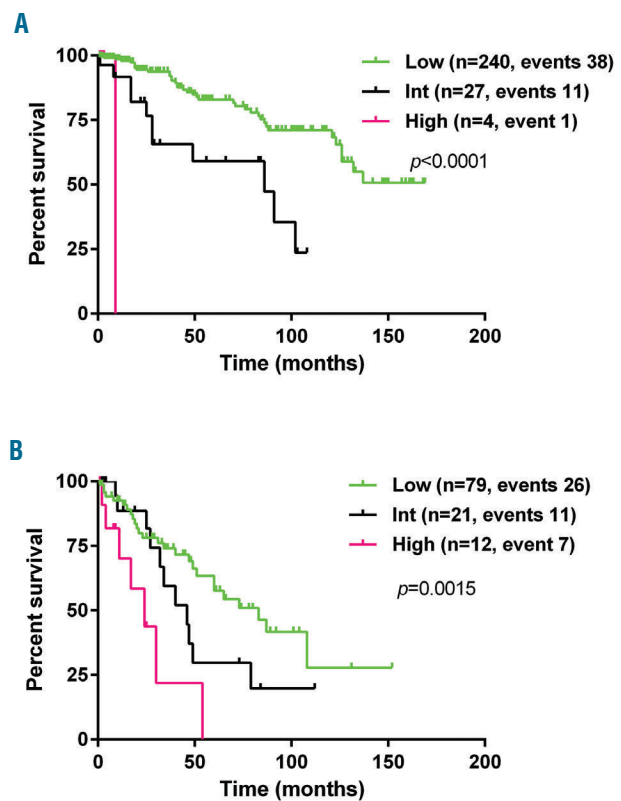 A
Percent survival
100
75
50
25
0
0 50 100 150 200
Time (months)
Low (n=240, events 38)
Int (n=27, events 11)
High (n=4, event 1)
p<0.0001
B
Percent survival
100
75
50
25
0
0 50 100 150 200
Time (months)
Low (n=79, events 26)
Int (n=21, events 11)
High (n=12, event 7)
p=0.0015